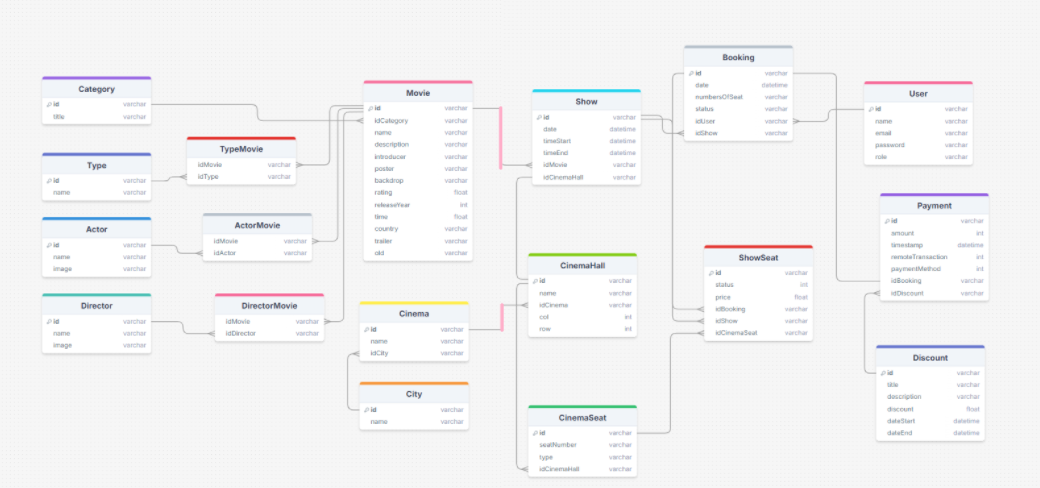 Category
id varchar
title varchar
Type
id varchar
name varchar
Actor
id varchar
name varchar
image varchar
Director
id varchar
name varchar
image varchar
TypeMovie
idMovie varchar
idType varchar
ActorMovie
idMovie varchar
idActor varchar
DirectorMovie
idMovie varchar
idDirector varchar
Movie
id varchar
idCategory varchar
name varchar
description varchar
introducer varchar
poster varchar
backdrop varchar
rating float
releaseYear int
time float
country varchar
trailer varchar
old varchar
Cinema
id varchar
name varchar
idCity varchar
City
id varchar
name varchar
Show
id varchar
date datetime
timeStart datetime
timeEnd datetime
idMovie varchar
idCinemaHall varchar
CinemaHall
id varchar
name varchar
idCinema varchar
col int
row int
CinemaSeat
id varchar
seatNumber varchar
type varchar
idCinemaHall varchar
Booking
id varchar
date datetime
numbersOfSeat varchar
status varchar
idUser varchar
idShow varchar
ShowSeat
id varchar
status int
price float
idBooking varchar
idShow varchar
idCinemaSeat varchar
User
id varchar
name varchar
email varchar
password varchar
role varchar
Payment
id varchar
amount int
timestamp datetime
remoteTransaction int
paymentMethod int
idBooking varchar
idDiscount varchar
Discount
id varchar
title varchar
description varchar
discount float
dateStart datetime
dateEnd datetime